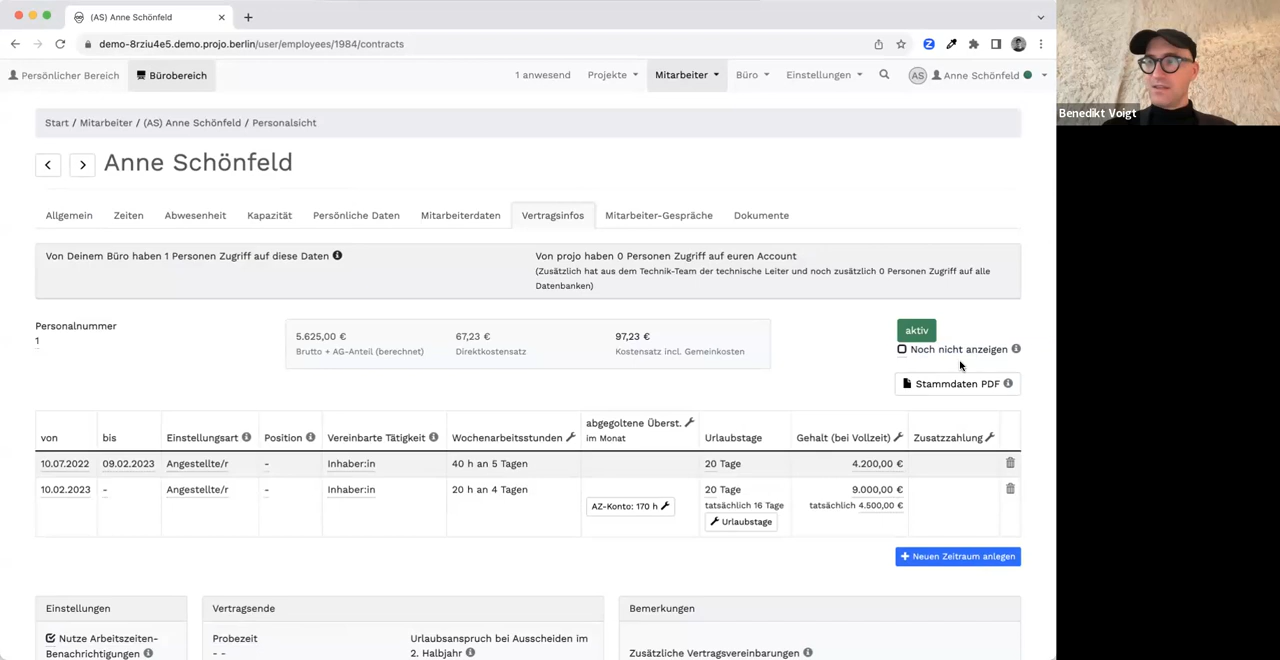 (AS) Anne Schönfeld
demo-8rziu4e5.demo.projo.berlin/user/employees/1984/contracts
Persönlicher Bereich
Bürobereich
1 anwesend
Projekte
Mitarbeiter
Büro
Einstellungen
AS
Anne Schönfeld
Benedikt Voigt
Start / Mitarbeiter / (AS) Anne Schönfeld / Personalsicht
Anne Schönfeld
Allgemein
Zeiten
Abwesenheit
Kapazität
Persönliche Daten
Mitarbeiterdaten
Vertragsinfos
Mitarbeiter-Gespräche
Dokumente
Von Deinem Büro haben 1 Personen Zugriff auf diese Daten
Von projo haben 0 Personen Zugriff auf euren Account
(Zusätzlich hat aus dem Technik-Team der technische Leiter und noch zusätzlich 0 Personen Zugriff auf alle
Datenbanken)
Personalnummer
1
5.625,00 €
Brutto + AG-Anteil (berechnet)
67,23 €
Direktkostensatz
97,23 €
Kostensatz incl. Gemeinkosten
aktiv
Noch nicht anzeigen
Stammdaten PDF
von bis Einstellungsart Position Vereinbarte Tätigkeit Wochenarbeitsstunden abgegoltene Überst. im Monat Urlaubstage Gehalt (bei Vollzeit) Zusatzzahlung
10.07.2022 09.02.2023 Angestellte/r - Inhaber:in 40 h an 5 Tagen 20 Tage 4.200,00 €
10.02.2023 - Angestellte/r - Inhaber:in 20 h an 4 Tagen 20 Tage 9.000,00 €
AZ-Konto: 170 h tatsächlich 16 Tage tatsächlich 4.500,00 €
Urlaubstage
Neuen Zeitraum anlegen
Einstellungen
Nutze Arbeitszeiten-
Benachrichtigungen
Vertragsende
Probezeit
- -
Urlaubsanspruch bei Ausscheiden im
2. Halbjahr
Bemerkungen
Zusätzliche Vertragsvereinbarungen